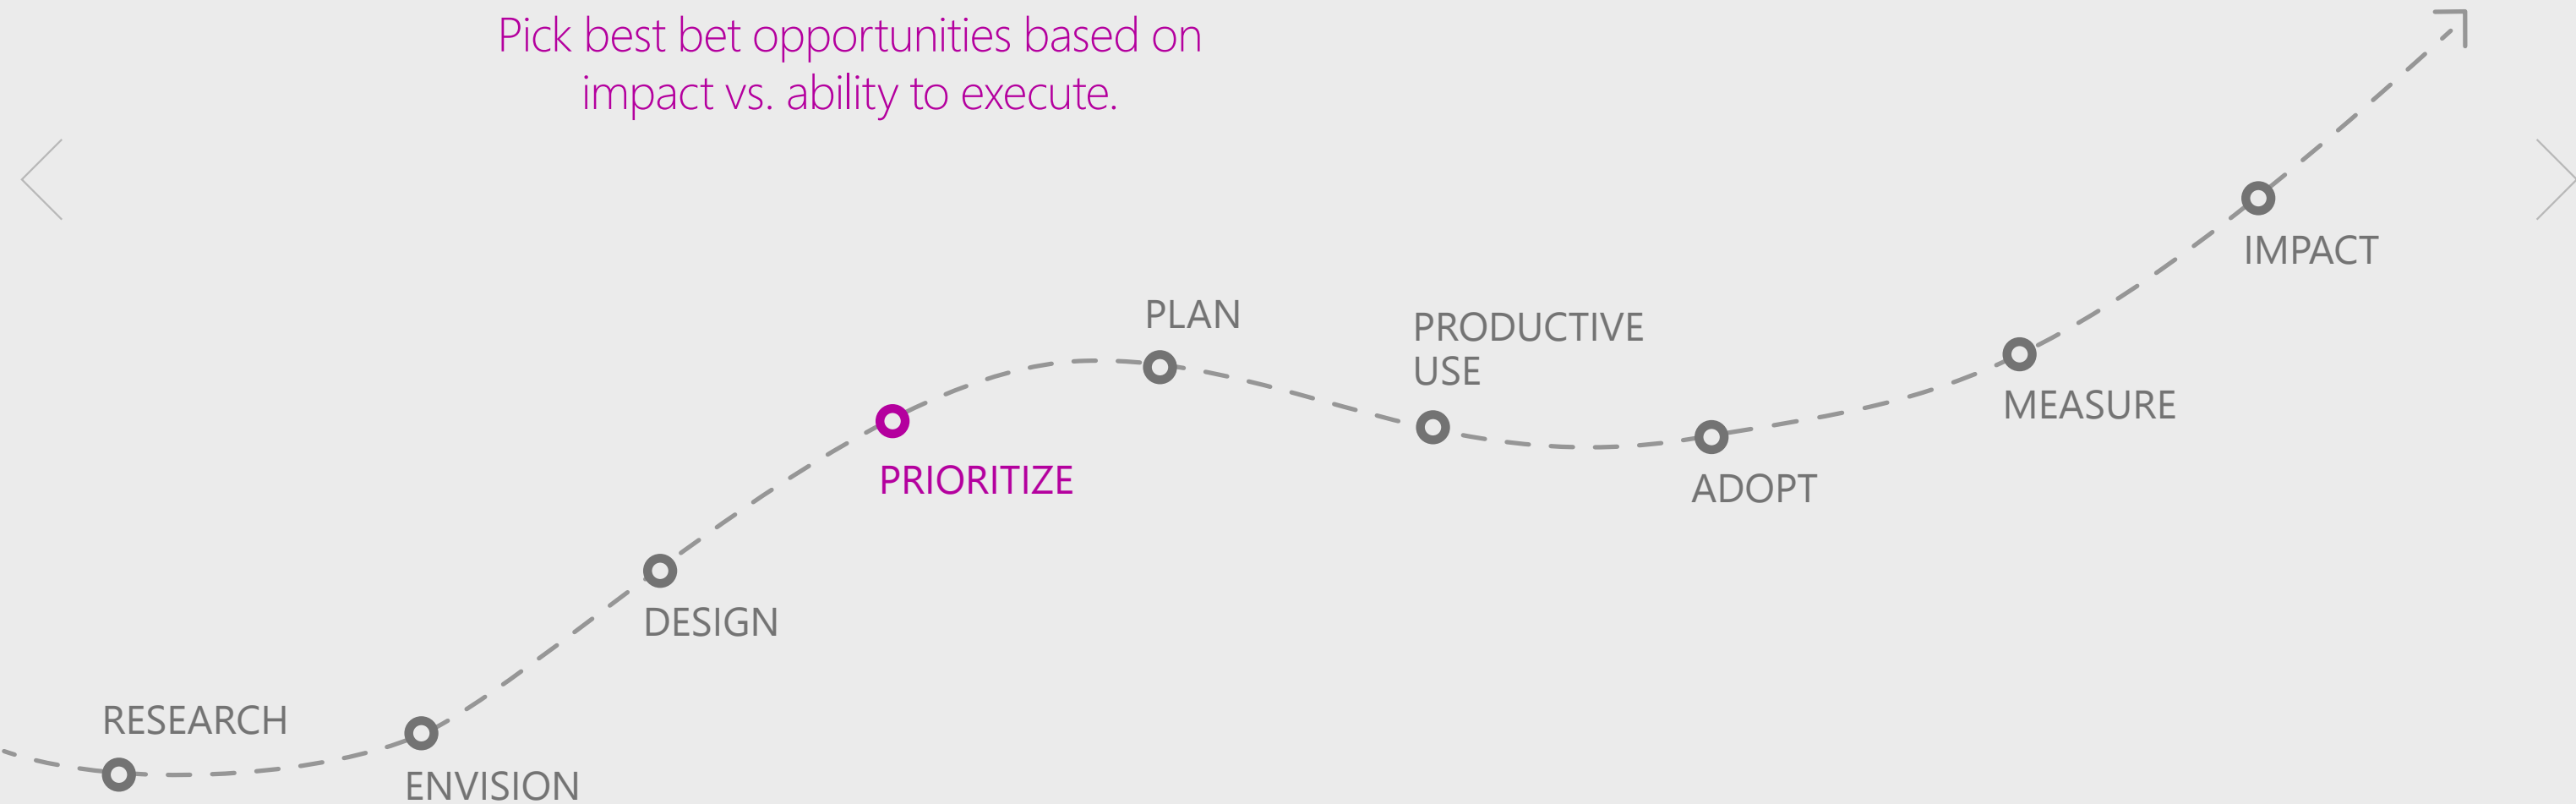 Pick best bet opportunities based on
impact vs. ability to execute.
RESEARCH
ENVISION
DESIGN
PRIORITIZE
PLAN
PRODUCTIVE
USE
ADOPT
MEASURE
IMPACT